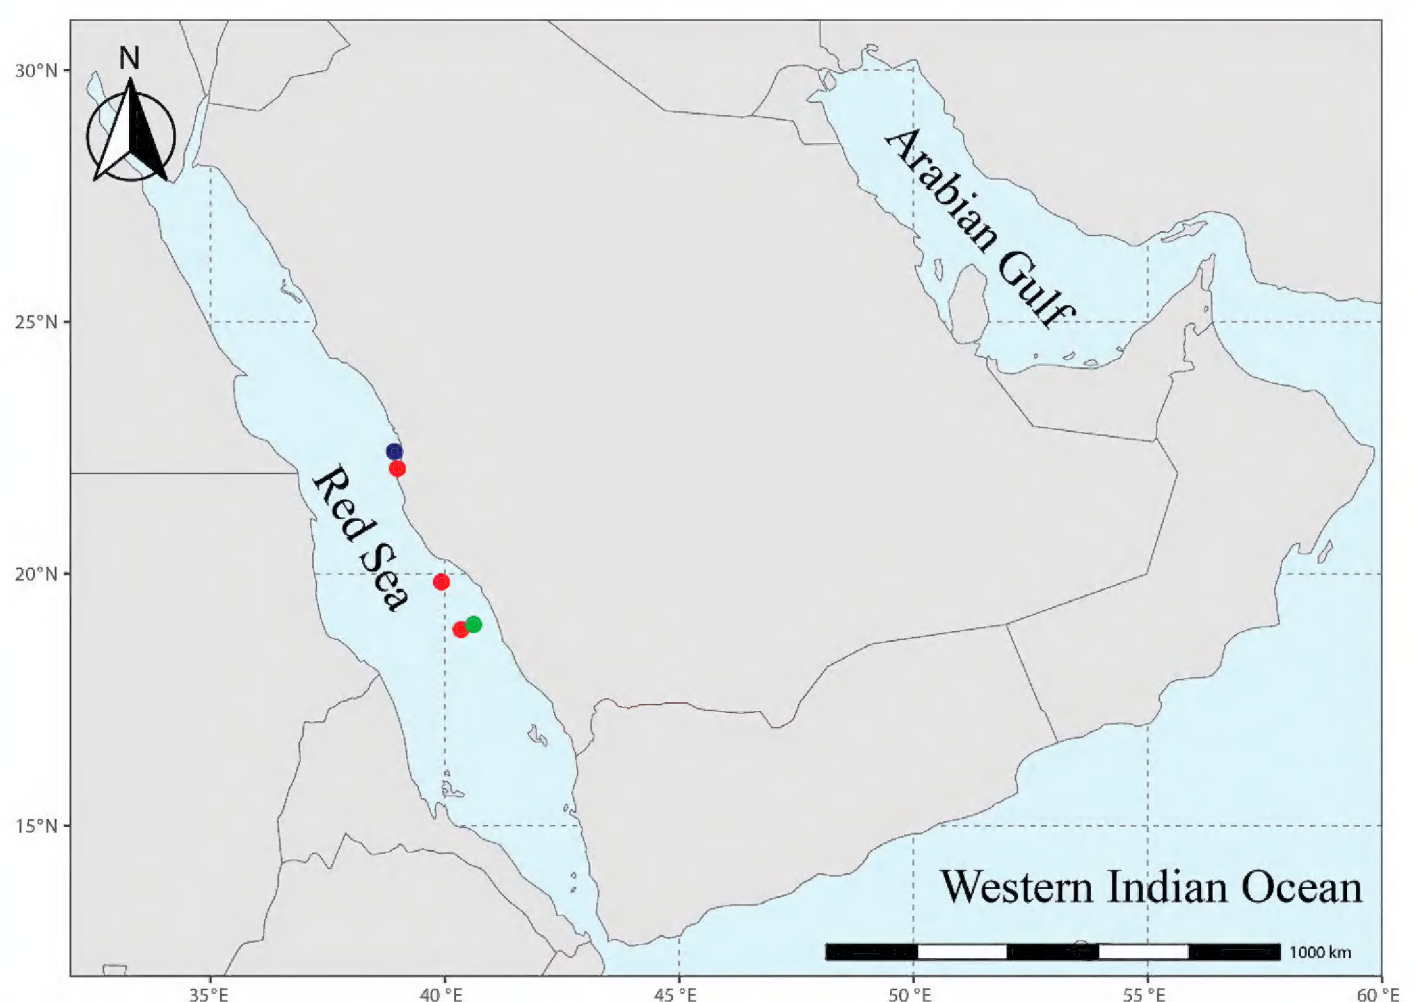 N
30°N
25°N
20°N
15°N
Arabian Gulf
Red Sea
Western Indian Ocean
1000 km
35°E
40 °E
45 °E
50 °E
55 °E
60 °E